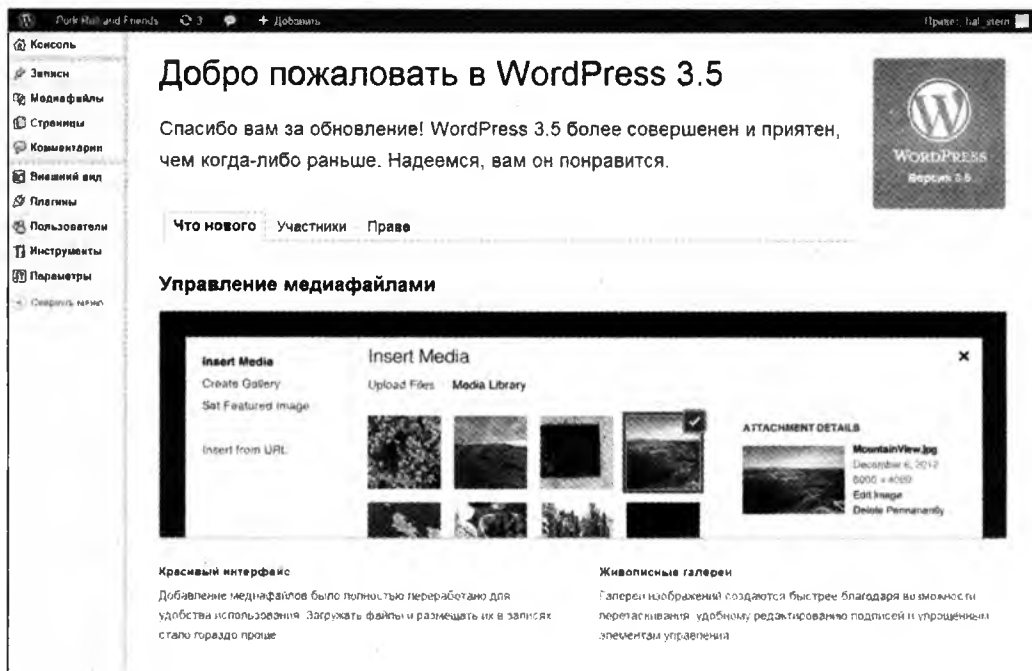 Pork Roll and Friends 3 + Добавить Привет, hal_stern
Консоль
Записи
Медиафайлы
Страницы
Комментарии
Внешний вид
Плагины
Пользователи
Инструменты
Параметры
Свернуть меню
Добро пожаловать в WordPress 3.5
Спасибо вам за обновление! WordPress 3.5 более совершенен и приятен,
чем когда-либо раньше. Надеемся, вам он понравится.
WORDPRESS
Версия 3.5
Что нового Участники Права
Управление медиафайлами
Insert Media
Create Gallery
Set Featured Image
Insert from URL
Insert Media ×
Upload Files Media Library
ATTACHMENT DETAILS
MountainView.jpg
December 6, 2012
Edit Image
Delete Permanently
Красивый интерфейс
Добавление медиафайлов было полностью переработано для
удобства использования. Загружать файлы и размещать их в записях
стало гораздо проще.
Живописные галереи
Галереи изображений создаются быстрее благодаря возможности
перетаскивания, удобному редактированию подписей и упрощённым
элементам управления.